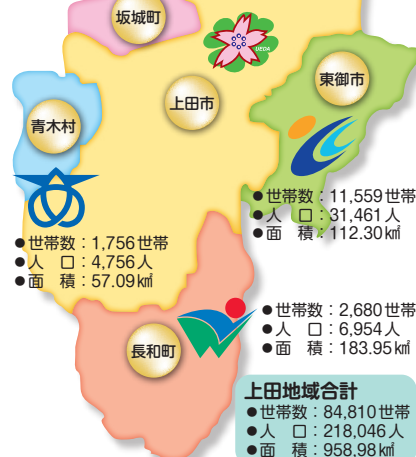 坂城町
UEDA
上田市
東御市
青木村
●世帯数：11,559世帯
●人　口：31,461人
●面　積：112.30㎢
●世帯数：1,756世帯
●人　口：4,756人
●面　積：57.09㎢
長和町
●世帯数：2,680世帯
●人　口：6,954人
●面　積：183.95㎢
上田地域合計
●世帯数：84,810世帯
●人　口：218,046人
●面　積：958.98㎢